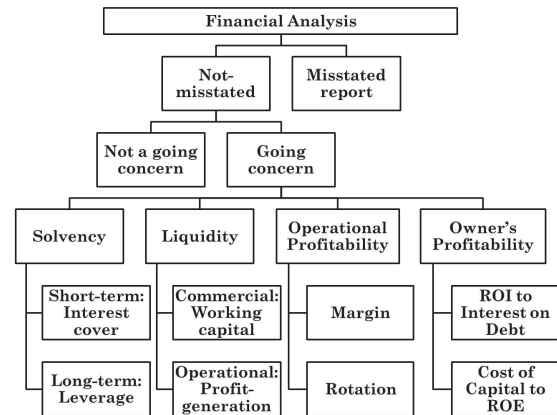 Financial Analysis
Not-
misstated
Misstated
report
Not a going
concern
Going
concern
Solvency
Liquidity
Operational
Profitability
Owner's
Profitability
Short-term:
Interest
cover
Commercial:
Working
capital
Margin
ROI to
Interest on
Debt
Long-term:
Leverage
Operational:
Profit-
generation
Rotation
Cost of
Capital to
ROE